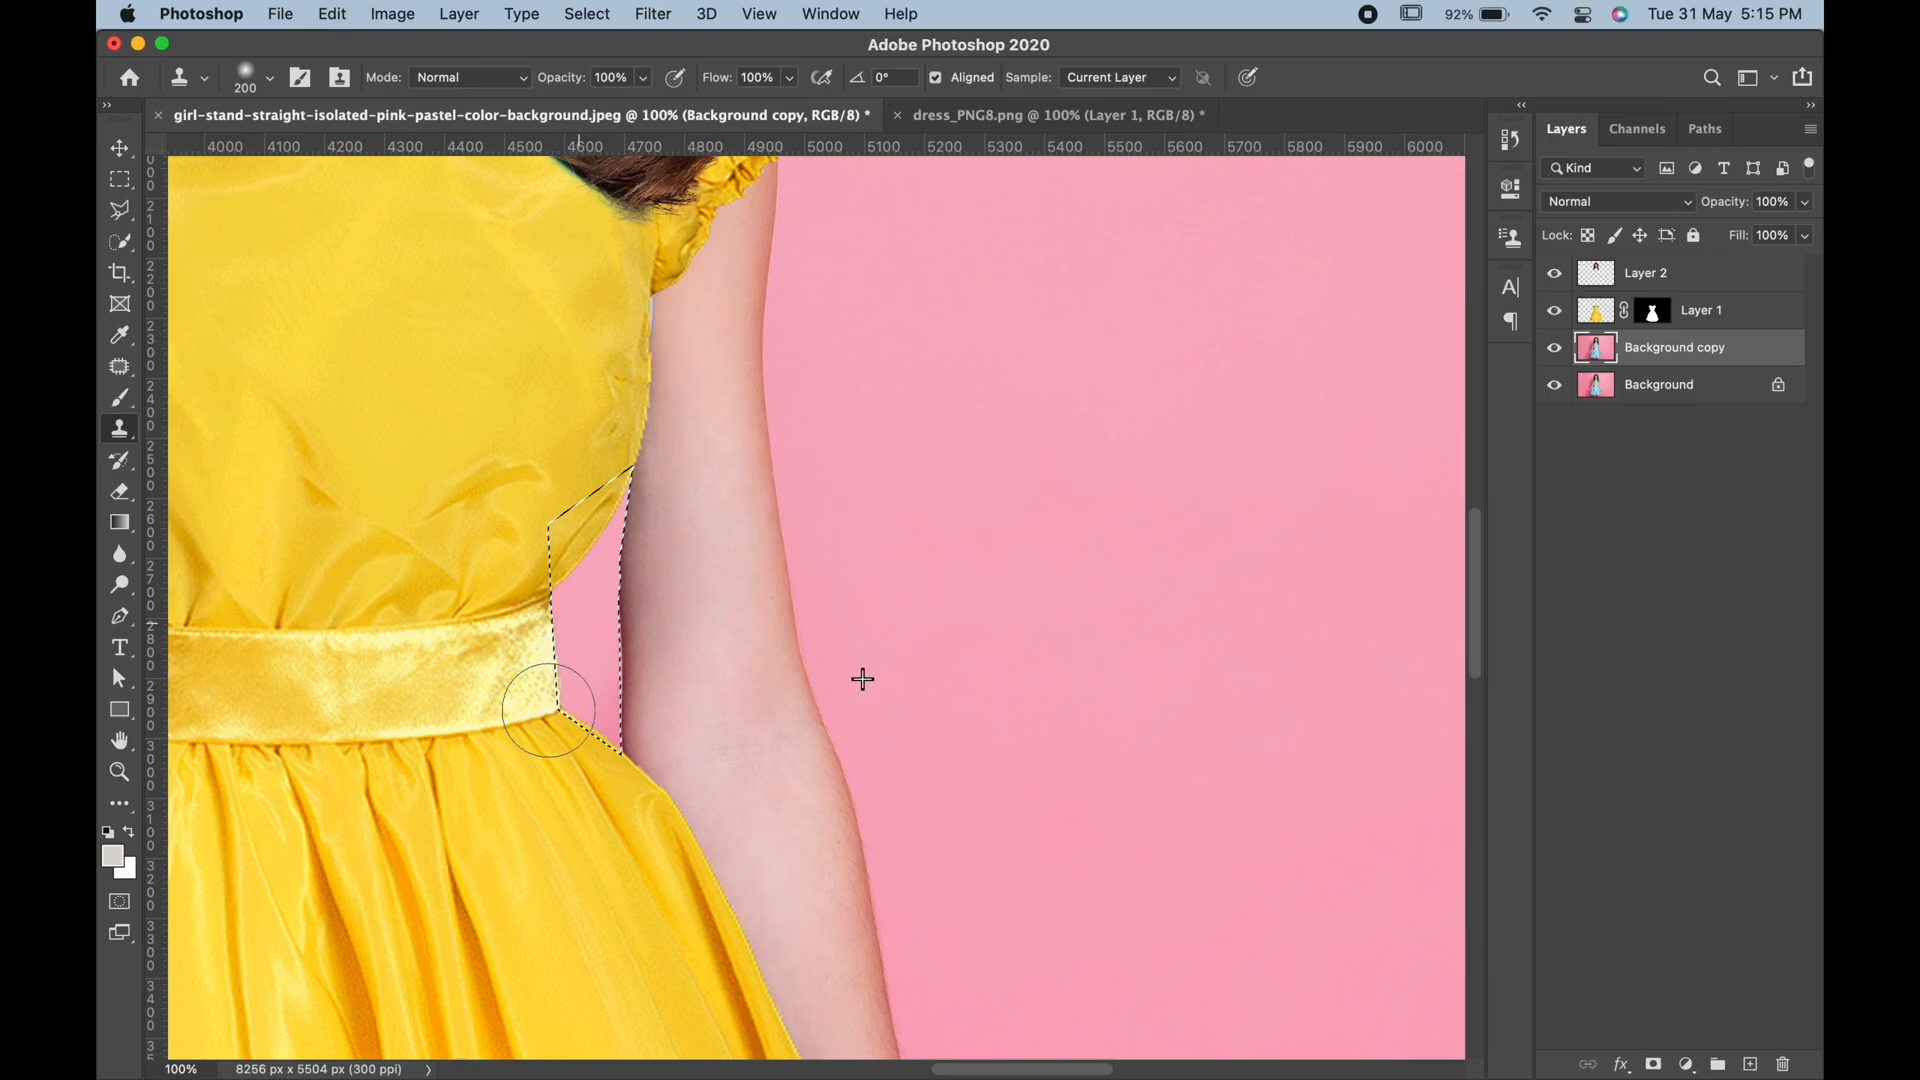 Photoshop File Edit Image Layer Type Select Filter 3D View Window Help 92% Tue 31 May 5:15 PM
Adobe Photoshop 2020
200 Mode: Normal Opacity: 100% Flow: 100% 0° Aligned Sample: Current Layer
girl-stand-straight-isolated-pink-pastel-color-background.jpeg @ 100% (Background copy, RGB/8) * dress_PNG8.png @ 100% (Layer 1, RGB/8) *
Layers Channels Paths
4000 4100 4200 4300 4400 4500 4600 4700 4800 4900 5000 5100 5200 5300 5400 5500 5600 5700 5800 5900 6000
Kind
Normal Opacity: 100%
Lock: Fill: 100%
Layer 2
Layer 1
Background copy
Background
100% 8256 px x 5504 px (300 ppi)